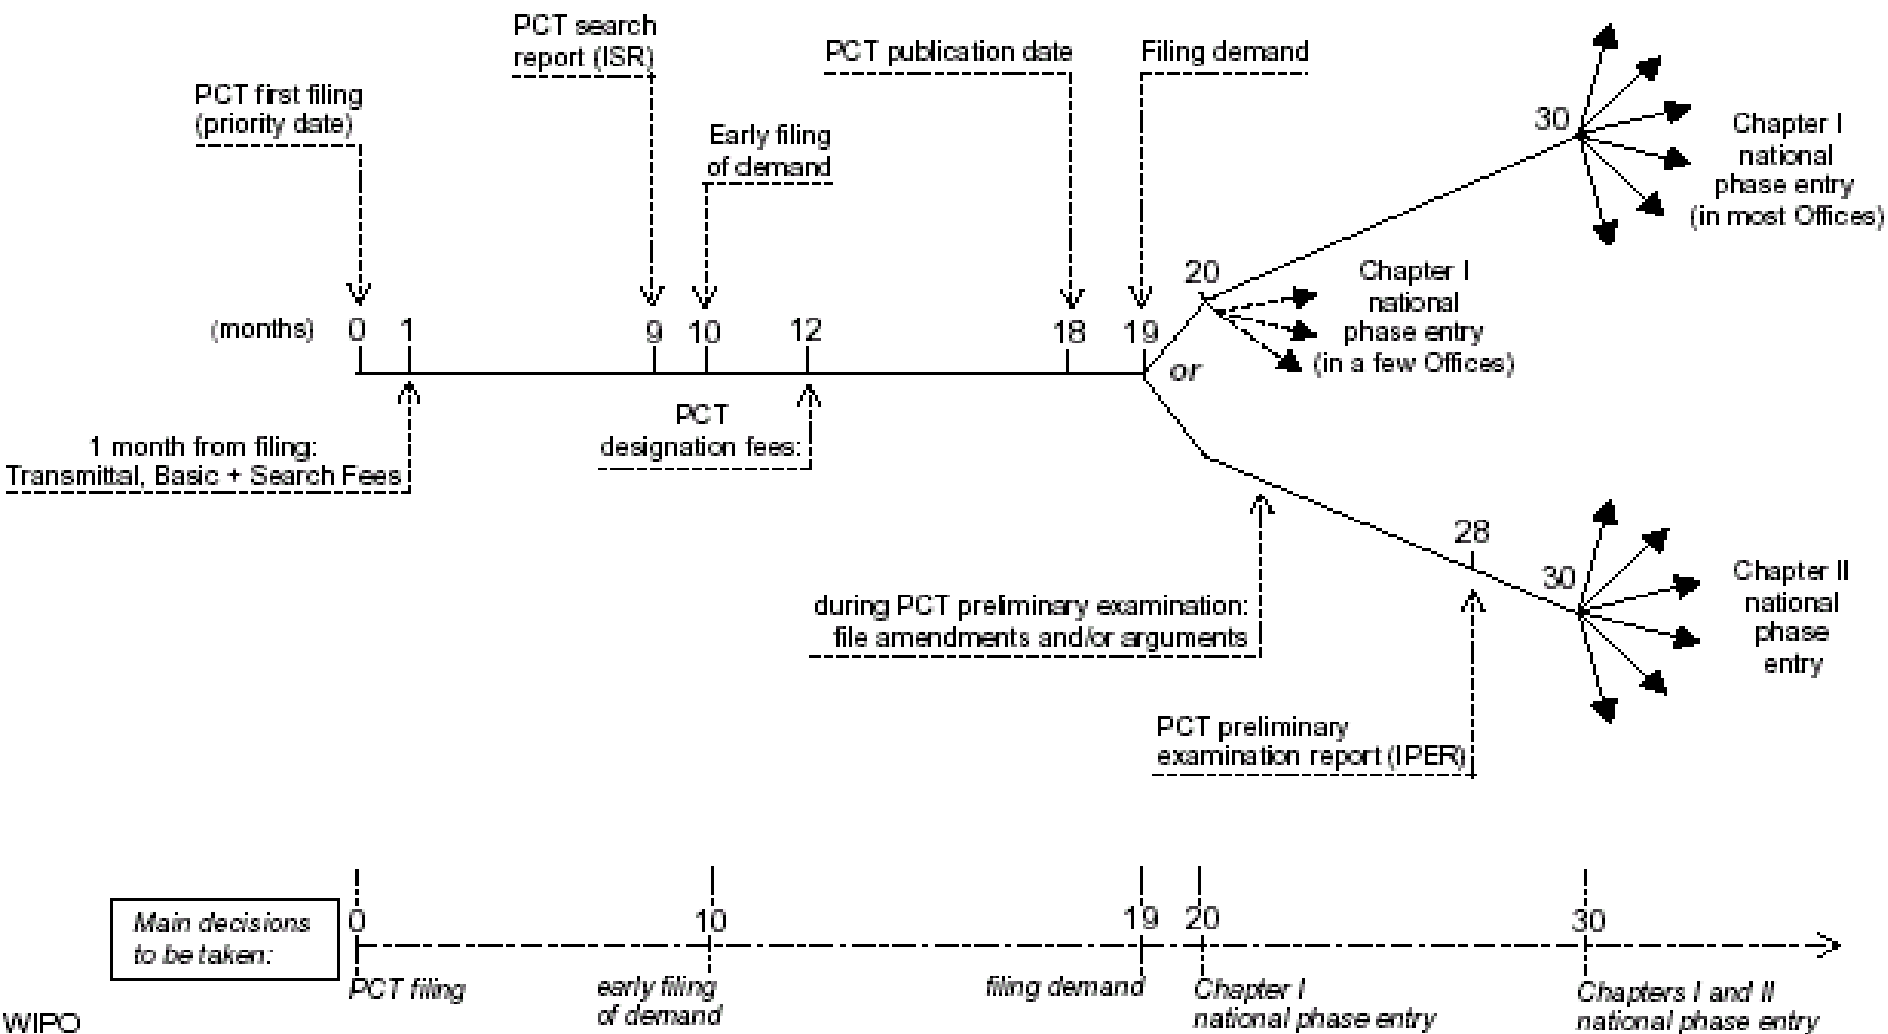 PCT search
report (ISR)
PCT publication date
Filing demand
PCT first filing
(priority date)
Early filing
of demand
30
Chapter I
national
phase entry
(in most Offices)
20
Chapter I
national
phase entry
(in a few Offices)
(months) 0 1 9 10 12 18 19
or
PCT
designation fees:
1 month from filing:
Transmittal, Basic + Search Fees
28
30
Chapter II
national
phase
entry
during PCT preliminary examination:
file amendments and/or arguments
PCT preliminary
examination report (IPER)
Main decisions
to be taken:
0 10 19 20 30
PCT filing
early filing
of demand
filing demand
Chapter I
national phase entry
Chapters I and II
national phase entry
WIPO